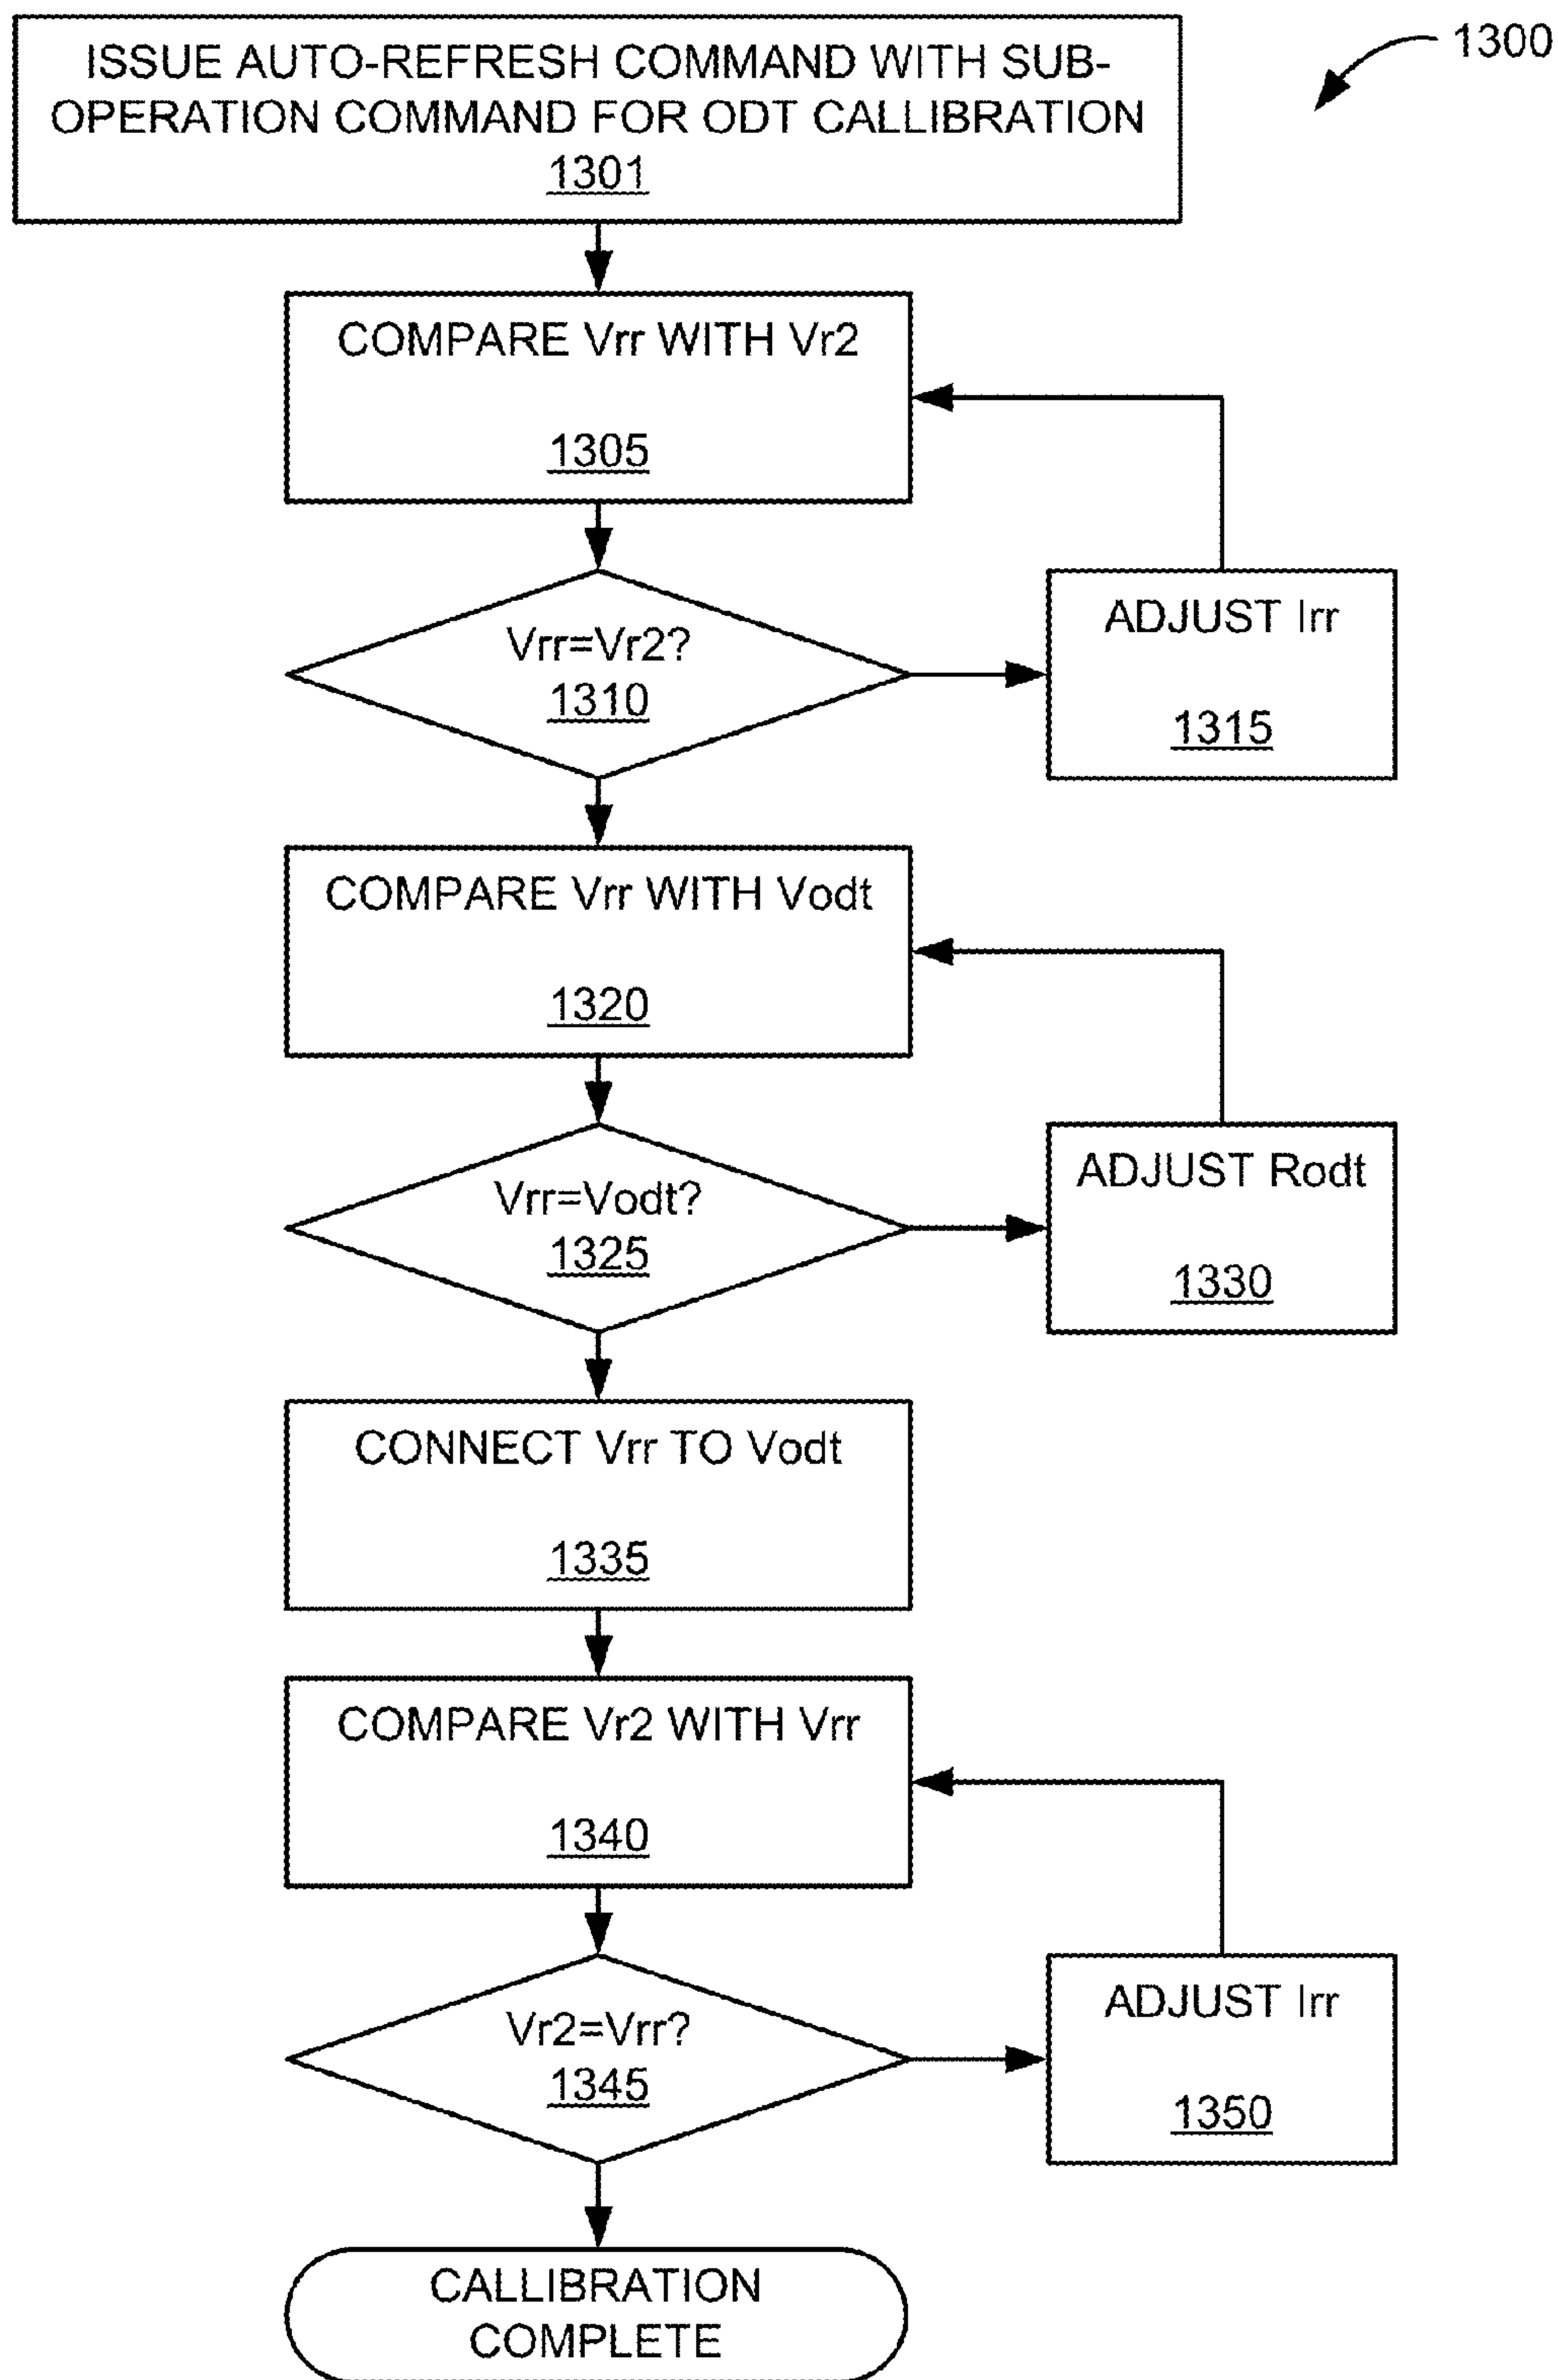 ISSUE AUTO-REFRESH COMMAND WITH SUB-
OPERATION COMMAND FOR ODT CALLIBRATION
1301
1300
COMPARE Vrr WITH Vr2
1305
Vrr=Vr2?
1310
ADJUST Irr
1315
COMPARE Vrr WITH Vodt
1320
Vrr=Vodt?
1325
ADJUST Rodt
1330
CONNECT Vrr TO Vodt
1335
COMPARE Vr2 WITH Vrr
1340
Vr2=Vrr?
1345
ADJUST Irr
1350
CALLIBRATION
COMPLETE